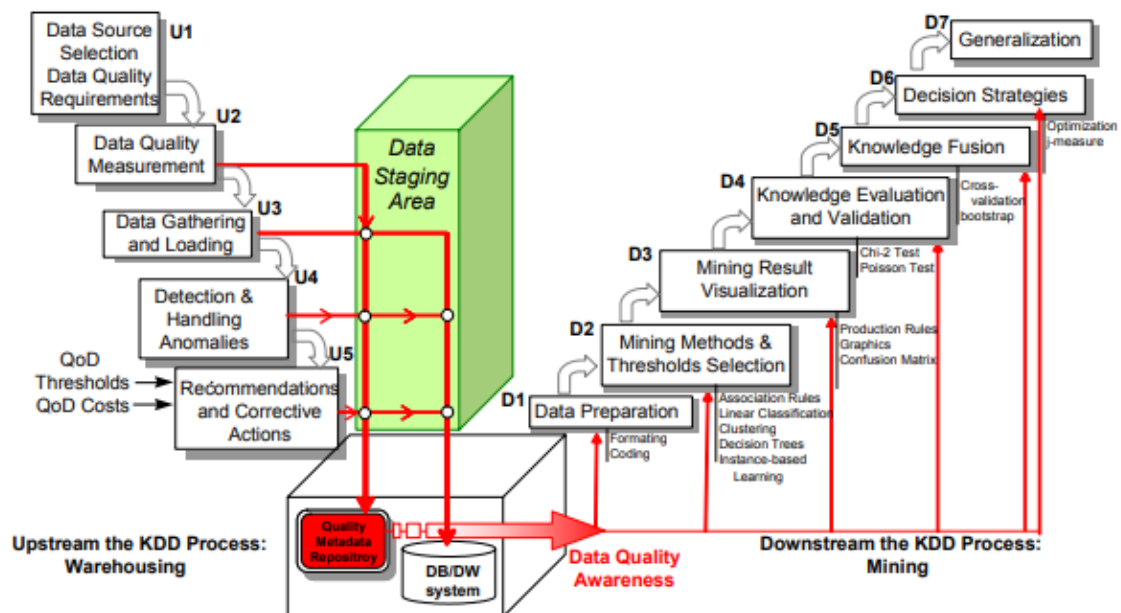 U1
Data Source
Selection
Data Quality
Requirements
U2
Data Quality
Measurement
U3
Data Gathering
and Loading
U4
Detection &
Handling
Anomalies
U5
QoD
Thresholds
QoD Costs
Recommendations
and Corrective
Actions
Data
Staging
Area
Quality
Metadata
Repositroy
DB/DW
system
Upstream the KDD Process:
Warehousing
Data Quality
Awareness
Downstream the KDD Process:
Mining
D1
Data Preparation
Formating
Coding
D2
Mining Methods &
Thresholds Selection
Association Rules
Linear Classification
Clustering
Decision Trees
Instance-based
Learning
D3
Mining Result
Visualization
Production Rules
Graphics
Confusion Matrix
D4
Knowledge Evaluation
and Validation
Chi-2 Test
Poisson Test
D5
Knowledge Fusion
Cross-
validation
bootstrap
D6
Decision Strategies
Optimization
j-measure
D7
Generalization